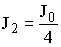 J₂ = J₀/4